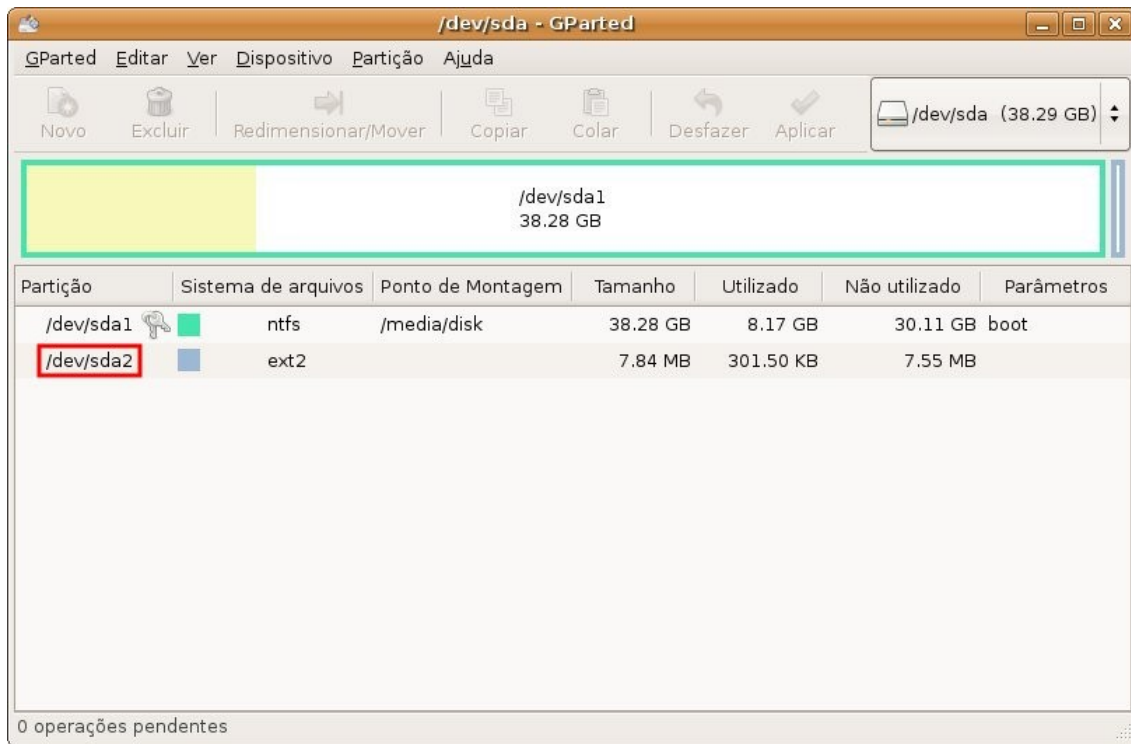 /dev/sda - GParted
GParted Editar Ver Dispositivo Partição Ajuda
Novo Excluir Redimensionar/Mover Copiar Colar Desfazer Aplicar /dev/sda (38.29 GB)
/dev/sda1
38.28 GB
Partição Sistema de arquivos Ponto de Montagem Tamanho Utilizado Não utilizado Parâmetros
/dev/sda1 ntfs /media/disk 38.28 GB 8.17 GB 30.11 GB boot
/dev/sda2 ext2 7.84 MB 301.50 KB 7.55 MB
0 operações pendentes